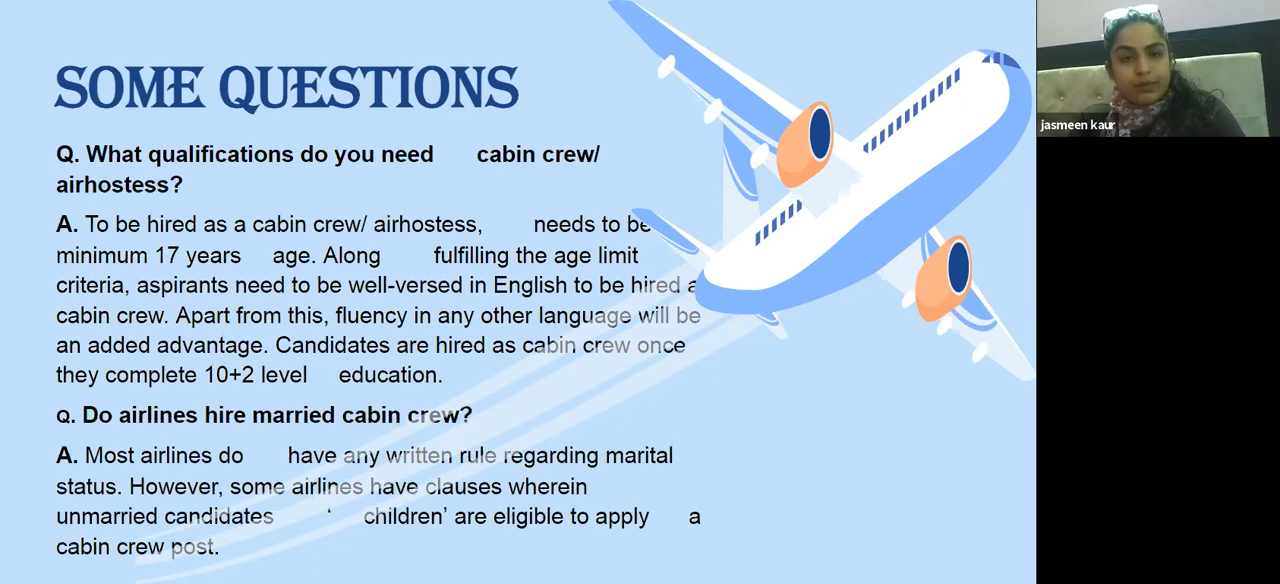 SOME QUESTIONS
Q. What qualifications do you need cabin crew/
airhostess?
A. To be hired as a cabin crew/ airhostess, needs to be
minimum 17 years age. Along fulfilling the age limit
criteria, aspirants need to be well-versed in English to be hired a
cabin crew. Apart from this, fluency in any other language will be
an added advantage. Candidates are hired as cabin crew once
they complete 10+2 level education.
Q. Do airlines hire married cabin crew?
A. Most airlines do have any written rule regarding marital
status. However, some airlines have clauses wherein
unmarried candidates ‘ children’ are eligible to apply a
cabin crew post.
jasmeen kaur